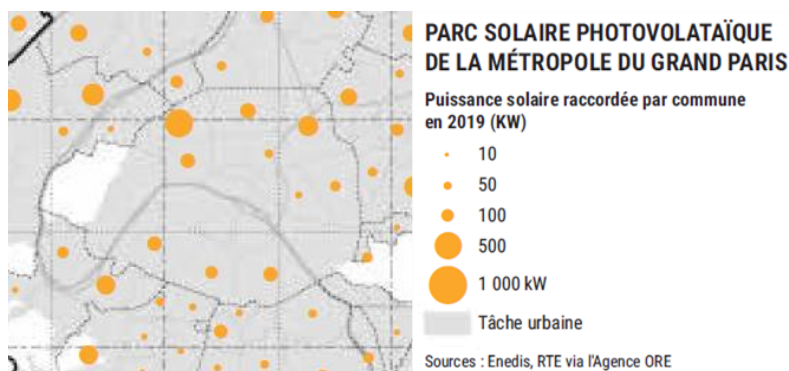 PARC SOLAIRE PHOTOVOLATAÏQUE
DE LA MÉTROPOLE DU GRAND PARIS
Puissance solaire raccordée par commune
en 2019 (KW)
10
50
100
500
1 000 kW
Tâche urbaine
Sources : Enedis, RTE via l'Agence ORE